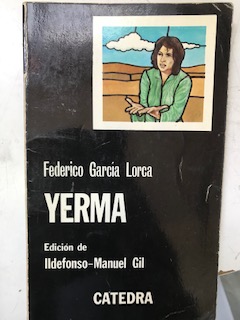 Federico García Lorca
YERMA
Edición de
Ildefonso-Manuel Gil
CATEDRA